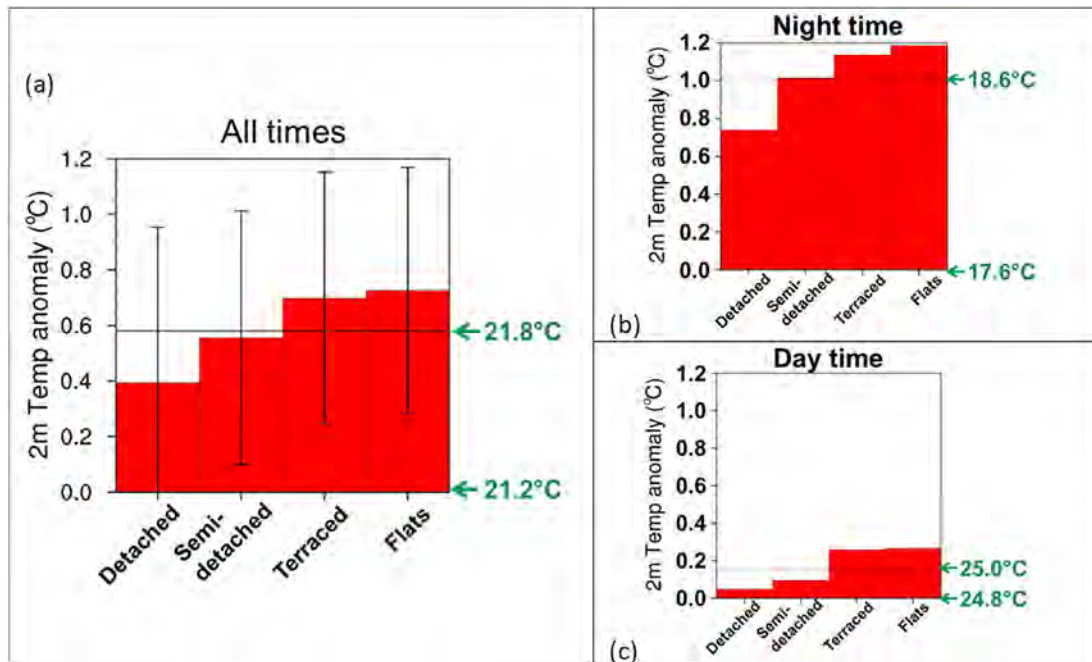 (a)
All times
2m Temp anomaly (°C)
1.2
1.0
0.8
0.6
0.4
0.2
0.0
21.8°C
21.2°C
Detached
Semi-
detached
Terraced
Flats
Night time
2m Temp anomaly (°C)
1.2
1.0
0.8
0.6
0.4
0.2
0.0
18.6°C
17.6°C
Detached
Semi-
detached
Terraced
Flats
(b)
Day time
2m Temp anomaly (°C)
1.2
1.0
0.8
0.6
0.4
0.2
0.0
25.0°C
24.8°C
Detached
Semi-
detached
Terraced
Flats
(c)